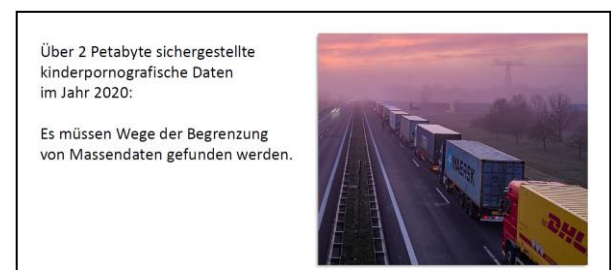 Über 2 Petabyte sichergestellte
kinderpornografische Daten
im Jahr 2020:
Es müssen Wege der Begrenzung
von Massendaten gefunden werden.
MAERSK
DHL